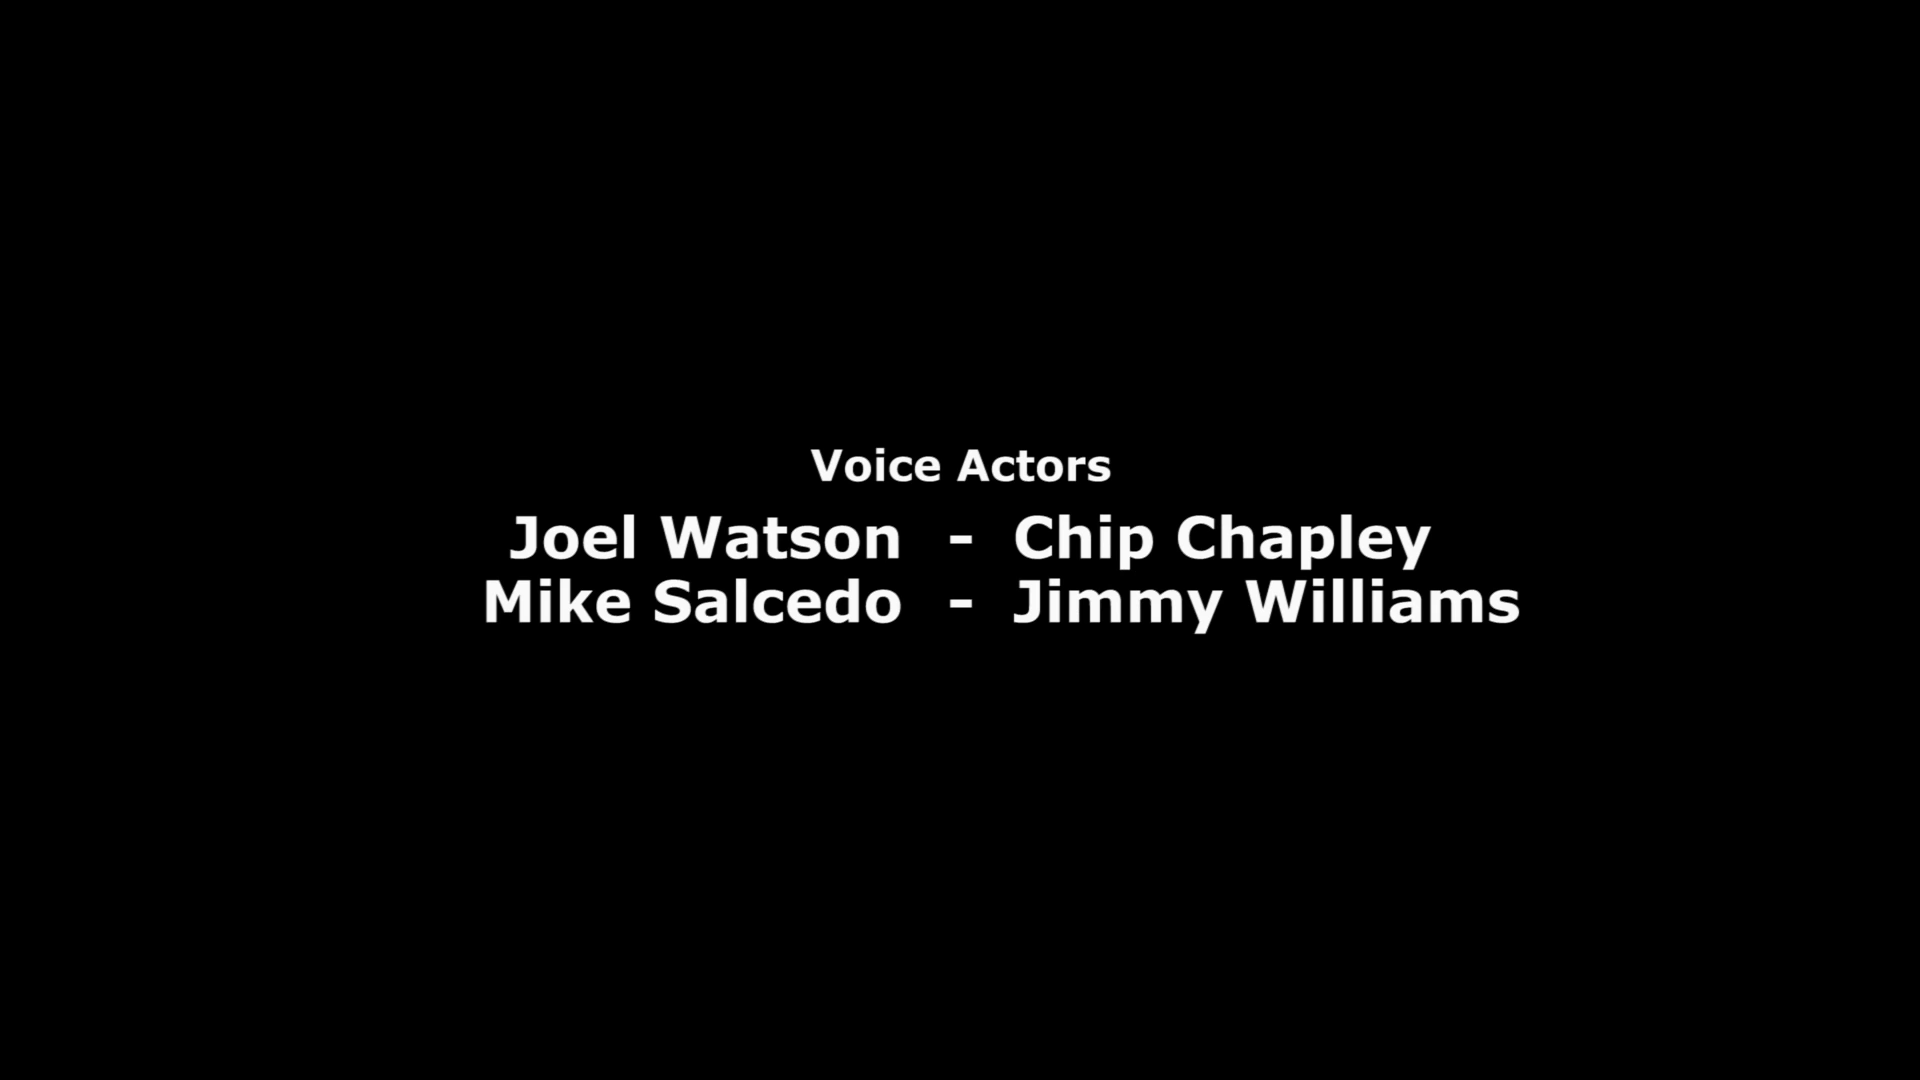 Voice Actors
Joel Watson - Chip Chapley
Mike Salcedo - Jimmy Williams